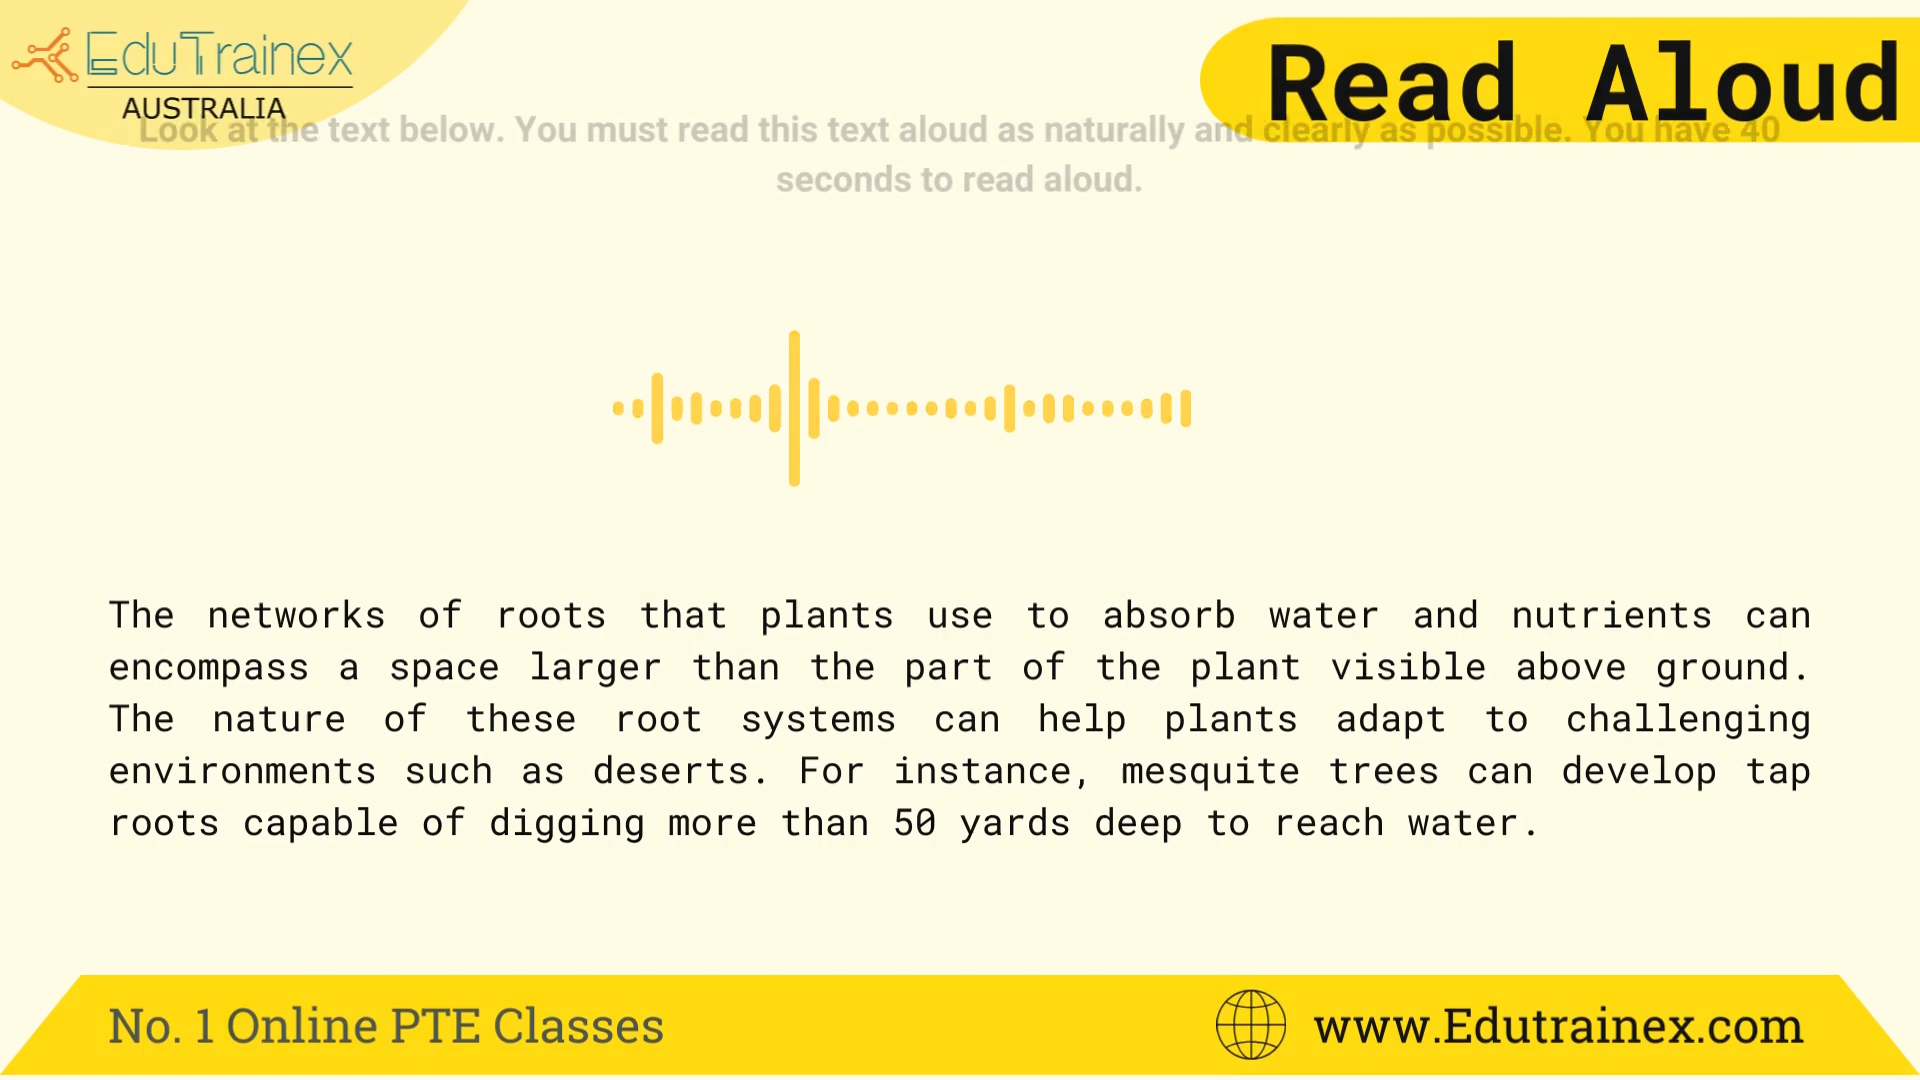 EduTrainex
AUSTRALIA
Read Aloud
Look at the text below. You must read this text aloud as naturally and clearly as possible. You have 40
seconds to read aloud.
The networks of roots that plants use to absorb water and nutrients can
encompass a space larger than the part of the plant visible above ground.
The nature of these root systems can help plants adapt to challenging
environments such as deserts. For instance, mesquite trees can develop tap
roots capable of digging more than 50 yards deep to reach water.
No. 1 Online PTE Classes
www.Edutrainex.com